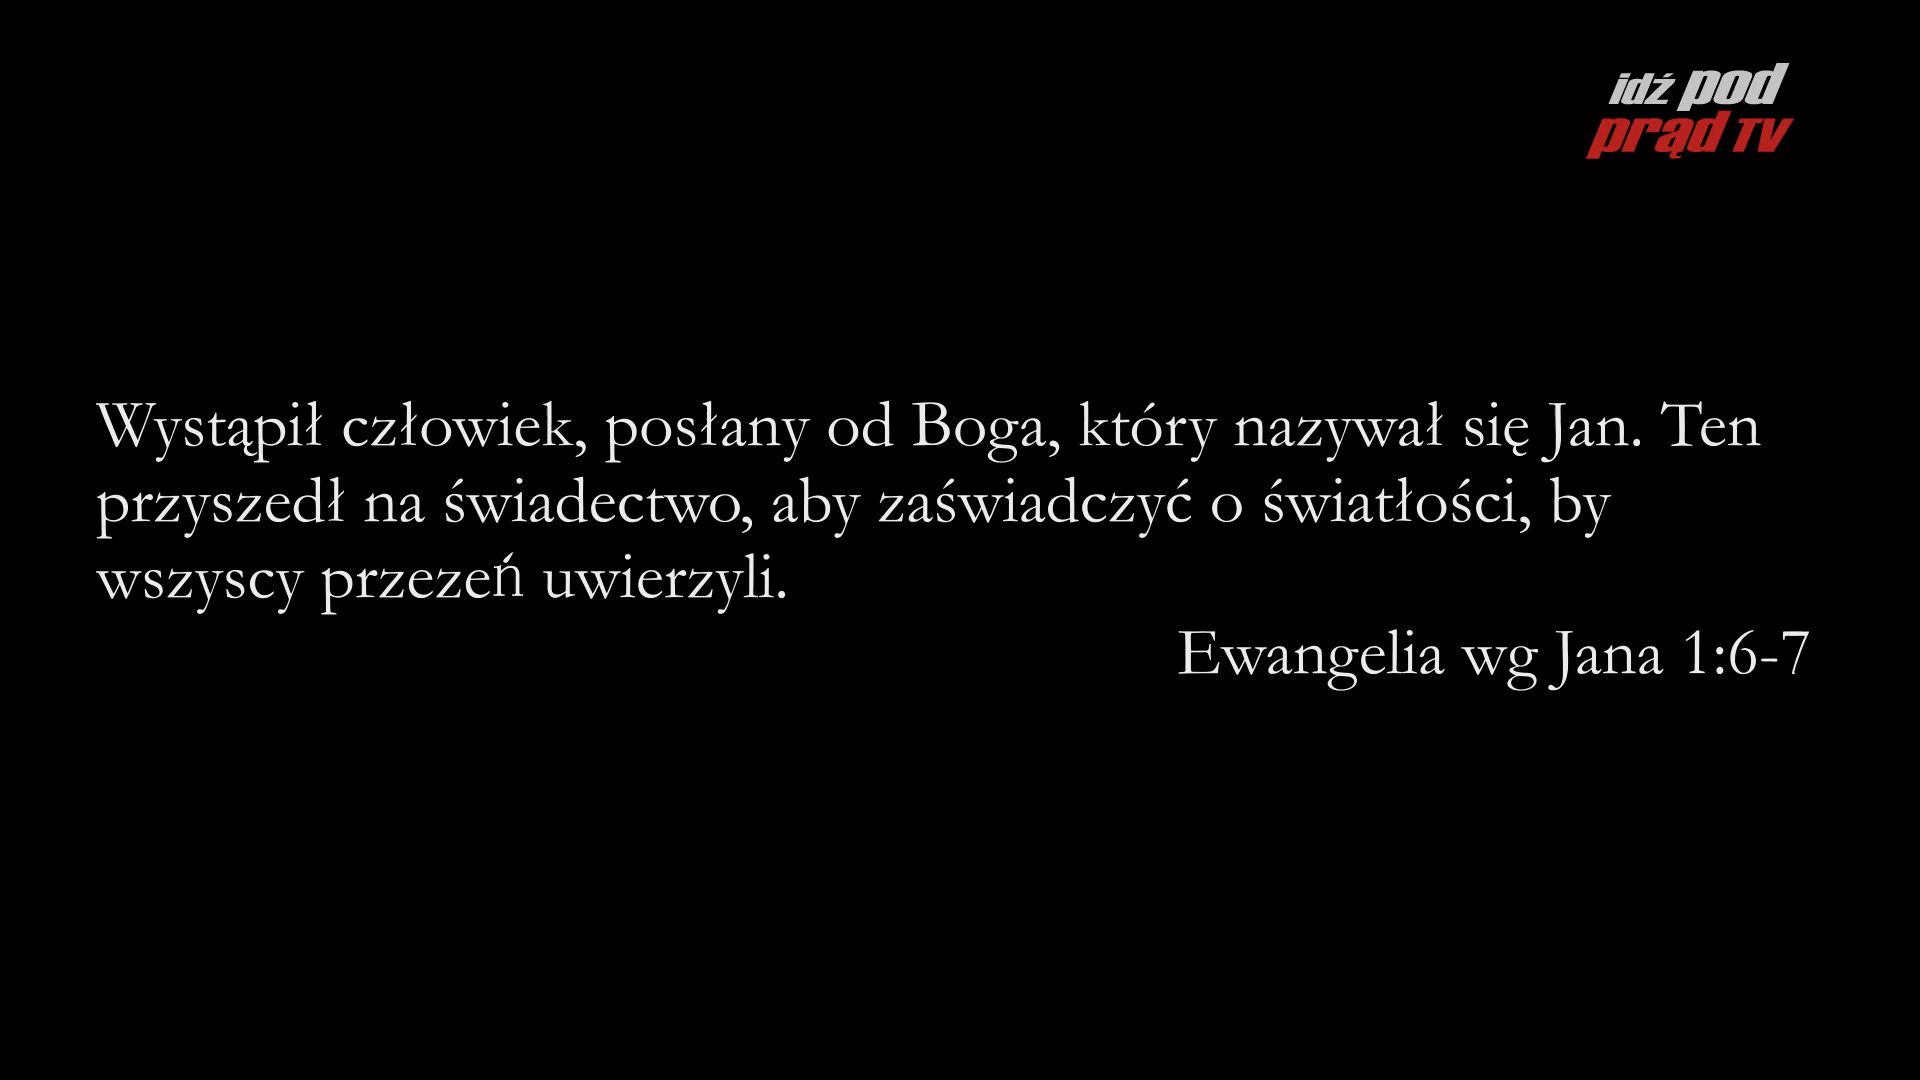 idź pod
prąd TV
Wystąpił człowiek, posłany od Boga, który nazywał się Jan. Ten
przyszedł na świadectwo, aby zaświadczyć o światłości, by
wszyscy przezeń uwierzyli.
Ewangelia wg Jana 1:6-7